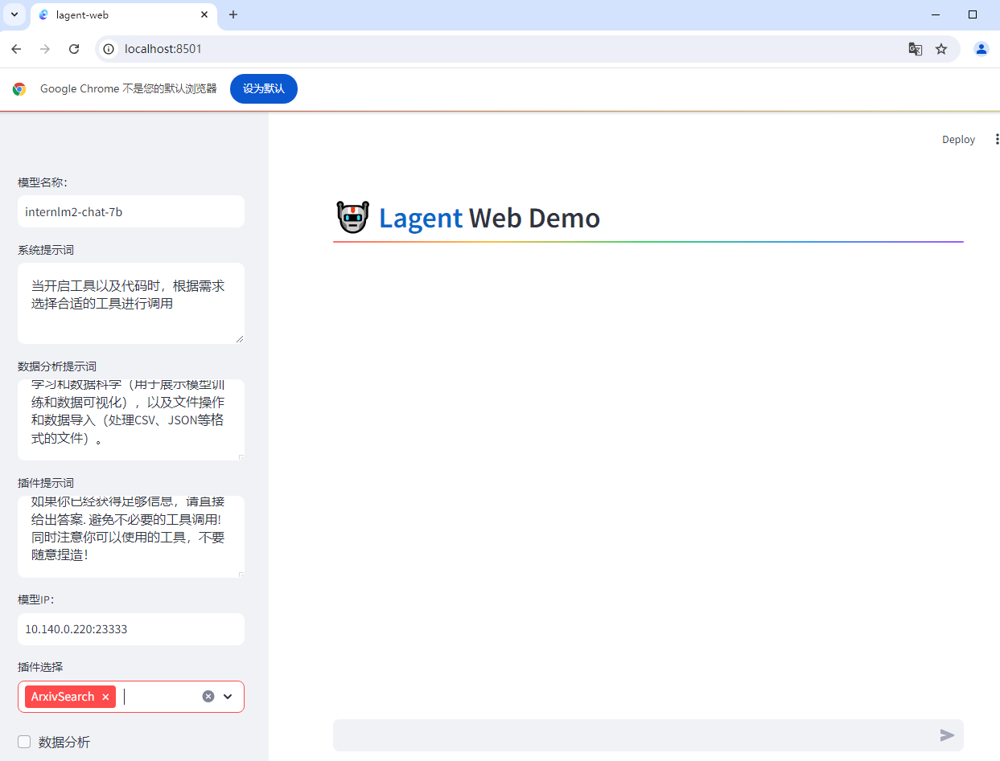 lagent-web
localhost:8501
Google Chrome 不是您的默认浏览器
设为默认
Deploy
模型名称：
internlm2-chat-7b
系统提示词
当开启工具以及代码时，根据需求
选择合适的工具进行调用
数据分析提示词
学习和数据科学（用于展示模型训
练和数据可视化），以及文件操作
和数据导入（处理CSV、JSON等格
式的文件）。
插件提示词
如果你已经获得足够信息，请直接
给出答案. 避免不必要的工具调用!
同时注意你可以使用的工具，不要
随意捏造！
模型IP：
10.140.0.220:23333
插件选择
ArxivSearch
数据分析
Lagent Web Demo